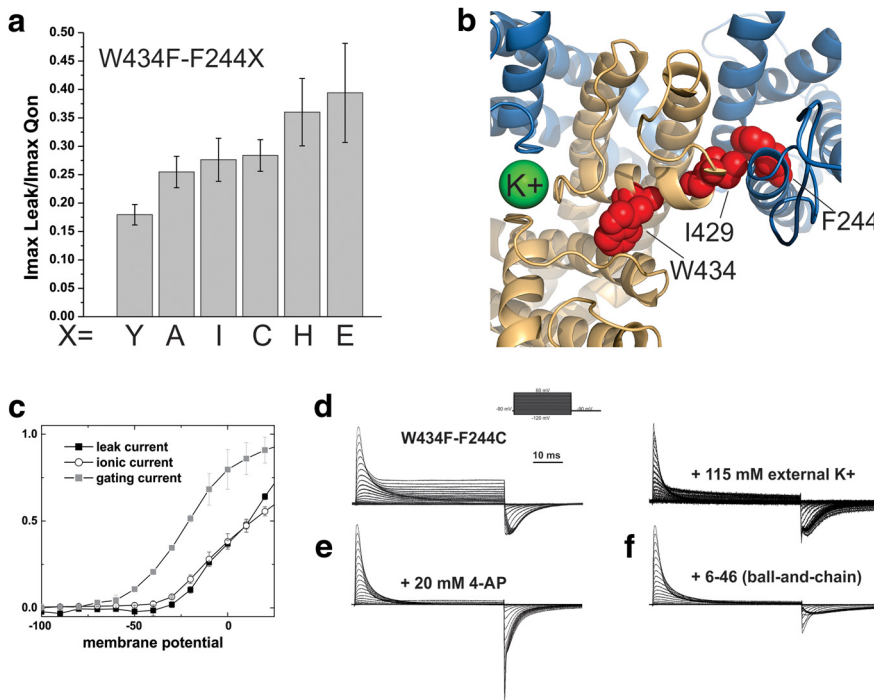 a
W434F-F244X
Imax Leak/Imax Qon
0.50
0.45
0.40
0.35
0.30
0.25
0.20
0.15
0.10
0.05
0.00
X= Y A I C H E
b
K+
I429
F244
W434
c
1.0
0.5
0.0
leak current
ionic current
gating current
-100 -50 0
membrane potential
d
60 mV
-90 mV -90 mV
-120 mV
W434F-F244C
10 ms
+ 115 mM external K+
e
+ 20 mM 4-AP
f
+ 6-46 (ball-and-chain)